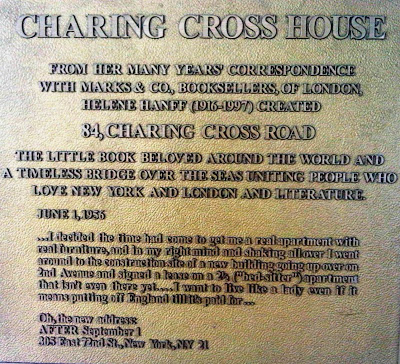 CHARING CROSS HOUSE
FROM HER MANY YEARS' CORRESPONDENCE
WITH MARKS & CO., BOOKSELLERS, OF LONDON,
HELENE HANFF (1916-1997) CREATED
84, CHARING CROSS ROAD
THE LITTLE BOOK BELOVED AROUND THE WORLD AND
A TIMELESS BRIDGE OVER THE SEAS UNITING PEOPLE WHO
LOVE NEW YORK AND LONDON AND LITERATURE.
JUNE 1, 1956
...I decided the time had come to get me a real apartment with
real furniture, and in my right mind and shaking all over I went
around to the construction site of a new building going up over on
2nd Avenue and signed a lease on a 2½ ("bed-sitter") apartment
that isn't even there yet..... I want to live like a lady even if it
means putting off England till it's paid for ...
Oh, the new address:
AFTER September 1
305 East 72nd St., New York, NY 21